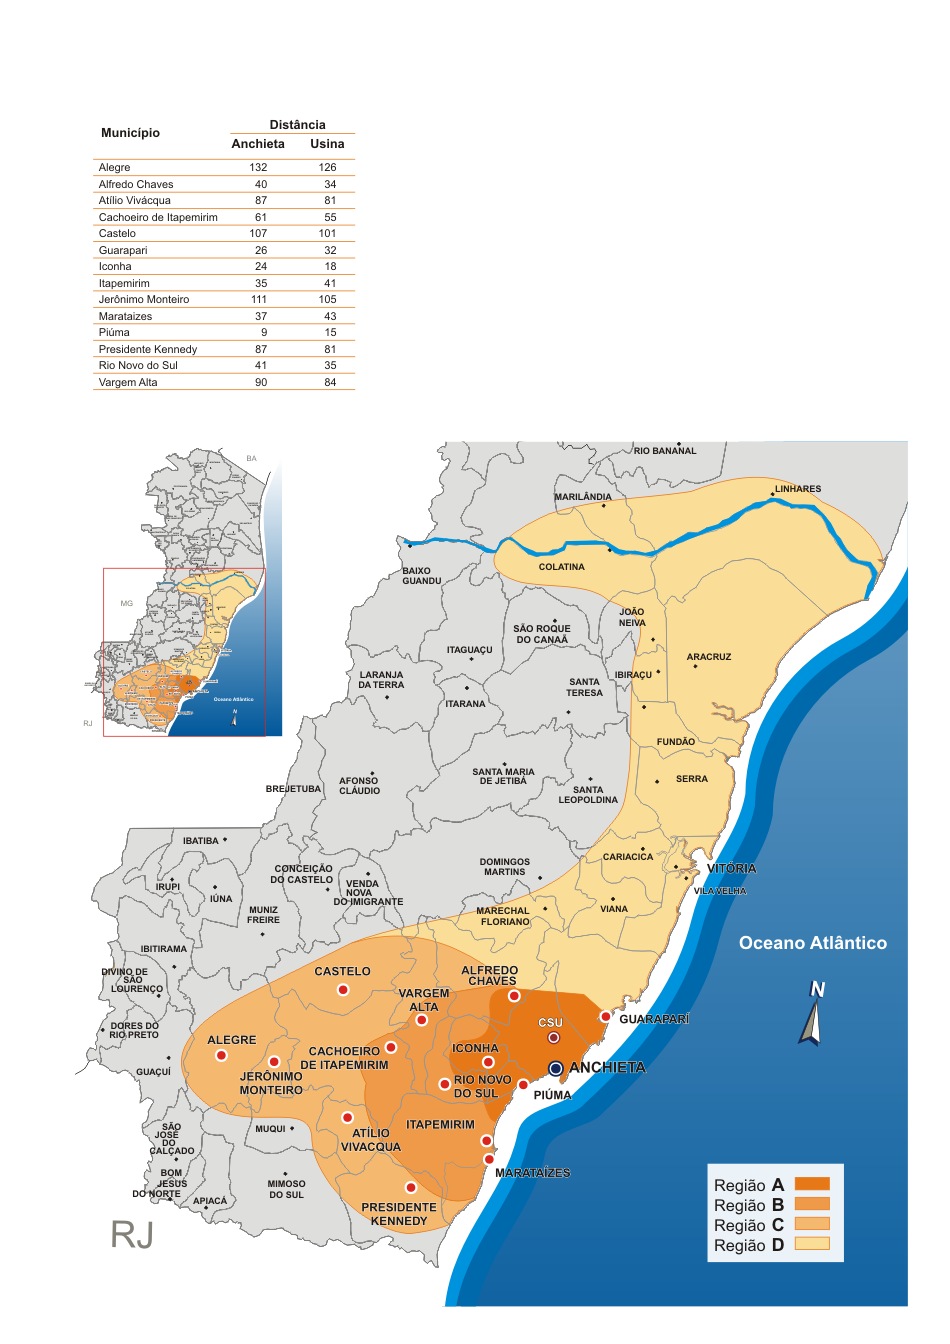 Município
Distância
Anchieta Usina
Alegre 132 126
Alfredo Chaves 40 34
Atílio Vivácqua 87 81
Cachoeiro de Itapemirim 61 55
Castelo 107 101
Guarapari 26 32
Iconha 24 18
Itapemirim 35 41
Jerônimo Monteiro 111 105
Marataizes 37 43
Piúma 9 15
Presidente Kennedy 87 81
Rio Novo do Sul 41 35
Vargem Alta 90 84
BA
MG
RJ
Oceano Atlântico
N
RIO BANANAL
LINHARES
MARILÂNDIA
COLATINA
BAIXO
GUANDU
JOÃO
NEIVA
SÃO ROQUE
DO CANAÃ
ITAGUAÇU
ARACRUZ
LARANJA
DA TERRA
IBIRAÇU
SANTA
TERESA
ITARANA
FUNDÃO
SANTA MARIA
DE JETIBÁ
SERRA
AFONSO
CLÁUDIO
BREJETUBA
SANTA
LEOPOLDINA
IBATIBA
CARIACICA
DOMINGOS
MARTINS
VITÓRIA
CONCEIÇÃO
DO CASTELO
VENDA
NOVA
DO IMIGRANTE
IRUPI
IÚNA
VILA VELHA
MUNIZ
FREIRE
MARECHAL
FLORIANO
VIANA
IBITIRAMA
Oceano Atlântico
DIVINO DE
SÃO
LOURENÇO
CASTELO
ALFREDO
CHAVES
N
VARGEM
ALTA
DORES DO
RIO PRETO
CSU
GUARAPARÍ
ALEGRE
CACHOEIRO
DE ITAPEMIRIM
ICONHA
GUAÇUÍ
JERÔNIMO
MONTEIRO
RIO NOVO
DO SUL
ANCHIETA
PIÚMA
SÃO
JOSÉ
DO
CALÇADO
MUQUI
ITAPEMIRIM
ATÍLIO
VIVACQUA
BOM
JESUS
DO NORTE
MIMOSO
DO SUL
MARATAÍZES
APIACÁ
PRESIDENTE
KENNEDY
RJ
Região A
Região B
Região C
Região D